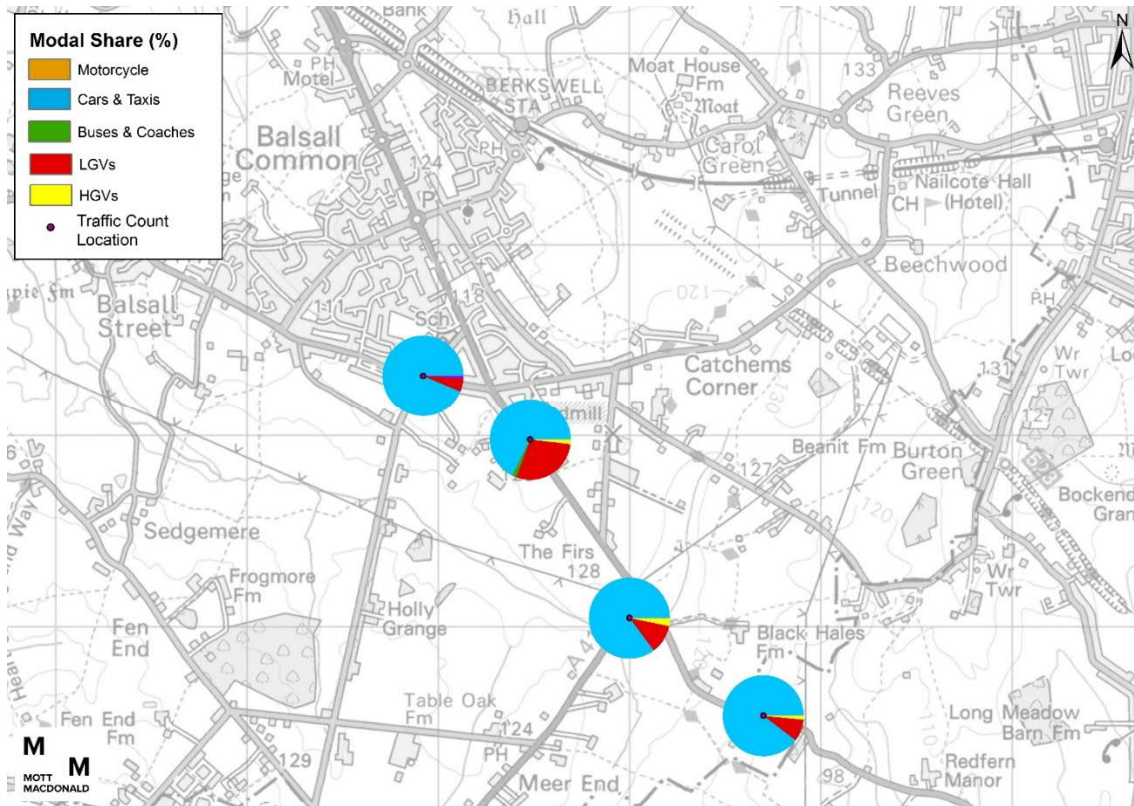 Modal Share (%)
Motorcycle
Cars & Taxis
Buses & Coaches
LGVs
HGVs
Traffic Count
Location
N
Bank
Hall
PH
Motel
BERKSWELL
STA
Moat House
Fm
Moat
133
Reeves
Green
Balsall
Common
124
PH
Carol
Green
Tunnel
Nailcote Hall
CH
(Hotel)
P
Beechwood
Fm
111
118
120
PH
Balsall
Street
Sch
Catchems
Corner
131
Wr
Twr
127
Beanit Fm
Burton
Green
127
120
Sedgemere
The Firs
128
Wr
Twr
Frogmore
Fm
Holly
Grange
Fen
End
Black Hales
Fm
A 4
Table Oak
Fm
Fen End
Fm
124
PH
Long Meadow
Barn Fm
129
Meer End
98
Redfern
Manor
M
M
MOTT
MACDONALD